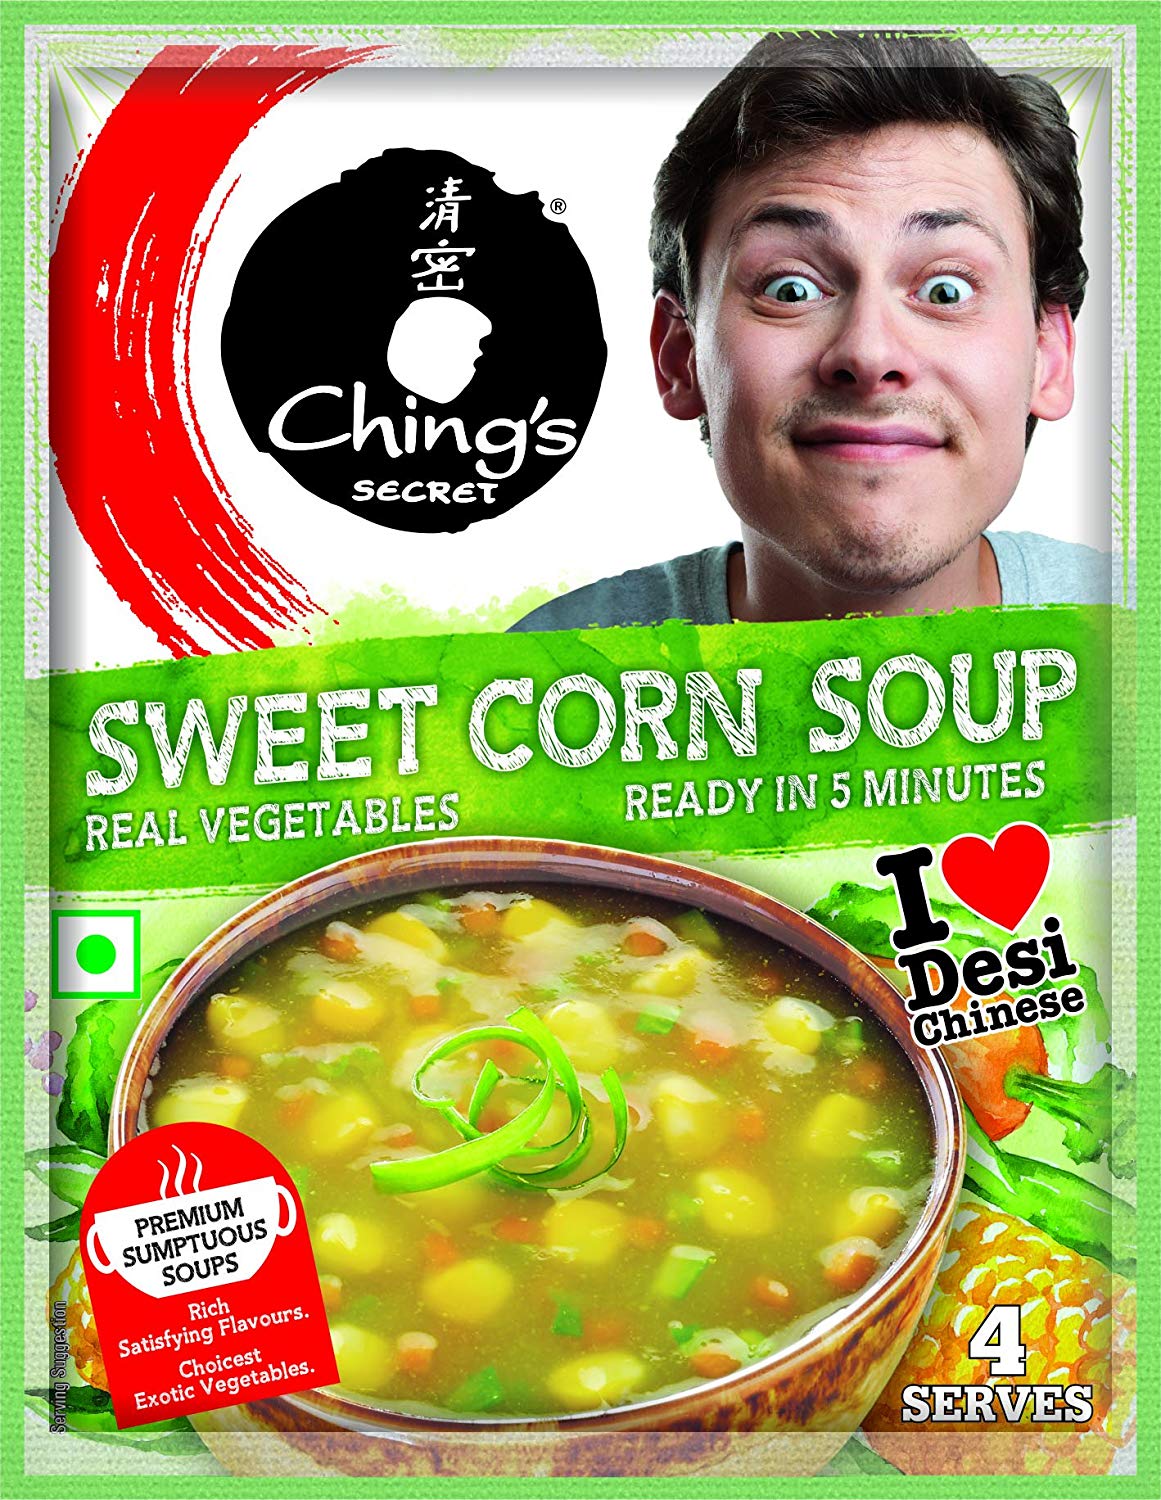 清
密
®
Ching's
SECRET
SWEET CORN SOUP
REAL VEGETABLES
READY IN 5 MINUTES
I
Desi
Chinese
PREMIUM
SUMPTUOUS
SOUPS
Rich
Satisfying Flavours.
Choicest
Exotic Vegetables.
Serving Suggestion
4
SERVES